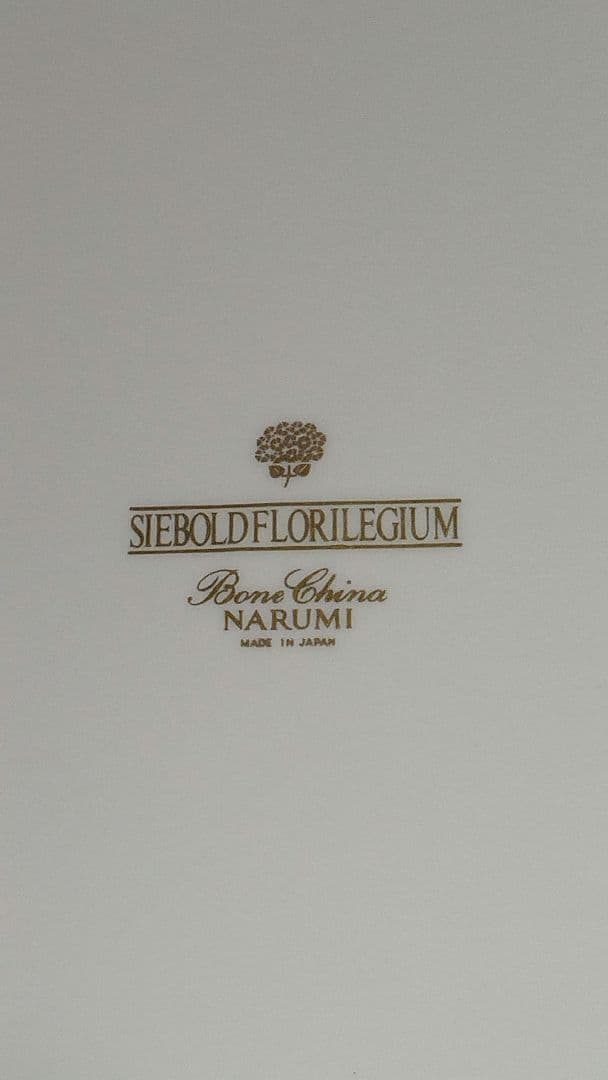 SIEBOLD FLORILEGIUM
Bone China
NARUMI
MADE IN JAPAN